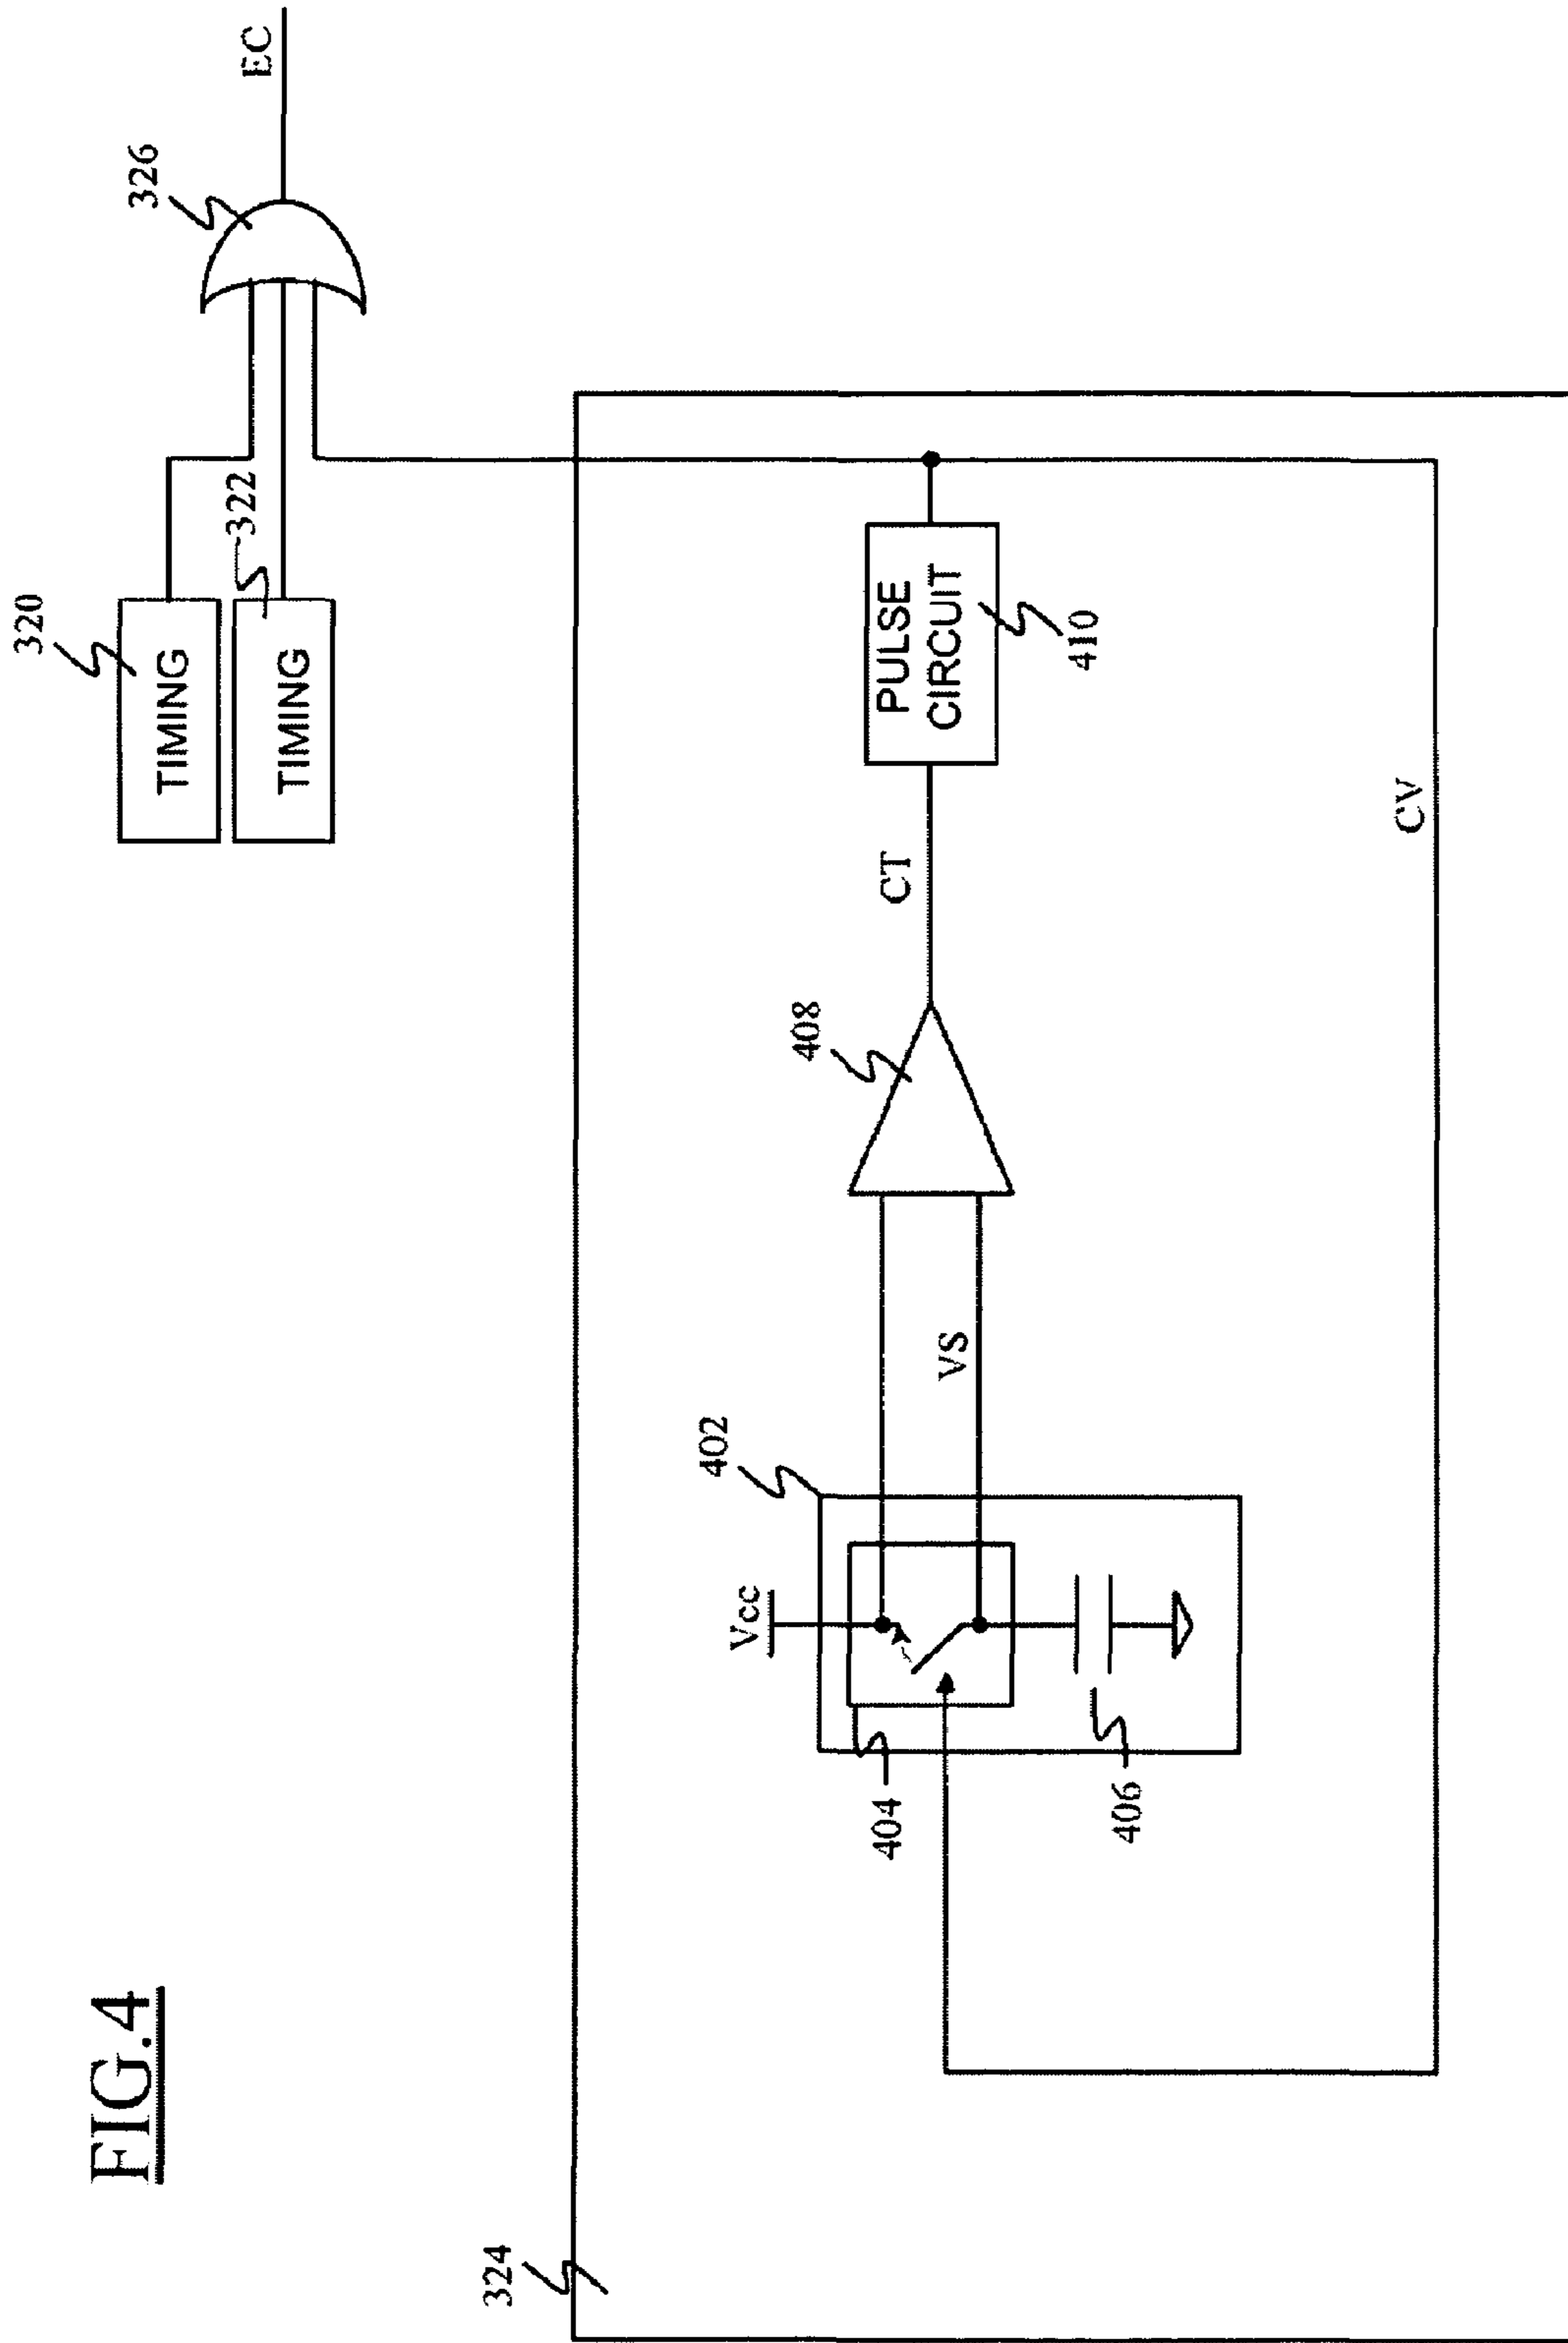 FIG.4
320
TIMING
322
TIMING
326
EC
324
402
Vcc
404
406
VS
408
CT
PULSE
CIRCUIT
410
CV